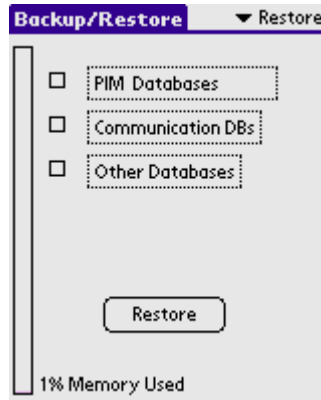 Backup/Restore Restore
PIM Databases
Communication DBs
Other Databases
Restore
1% Memory Used